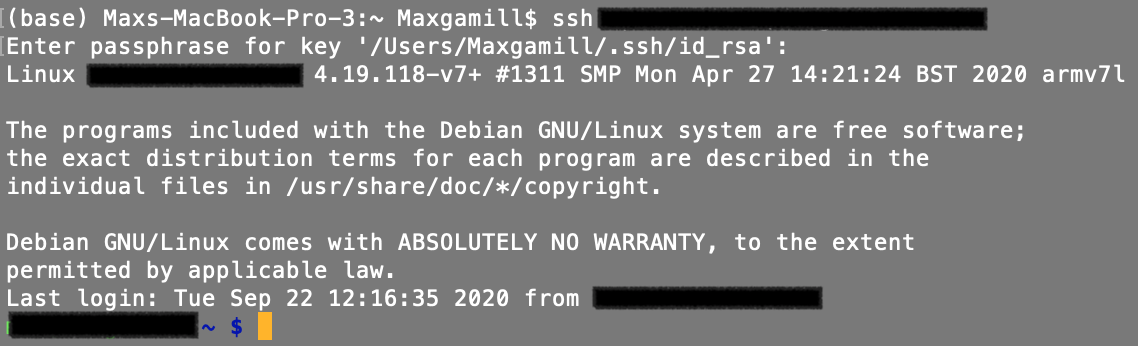 (base) Maxs-MacBook-Pro-3:~ Maxgamill$ ssh
Enter passphrase for key '/Users/Maxgamill/.ssh/id_rsa':
Linux 4.19.118-v7+ #1311 SMP Mon Apr 27 14:21:24 BST 2020 armv7l
The programs included with the Debian GNU/Linux system are free software;
the exact distribution terms for each program are described in the
individual files in /usr/share/doc/*/copyright.
Debian GNU/Linux comes with ABSOLUTELY NO WARRANTY, to the extent
permitted by applicable law.
Last login: Tue Sep 22 12:16:35 2020 from
~ $